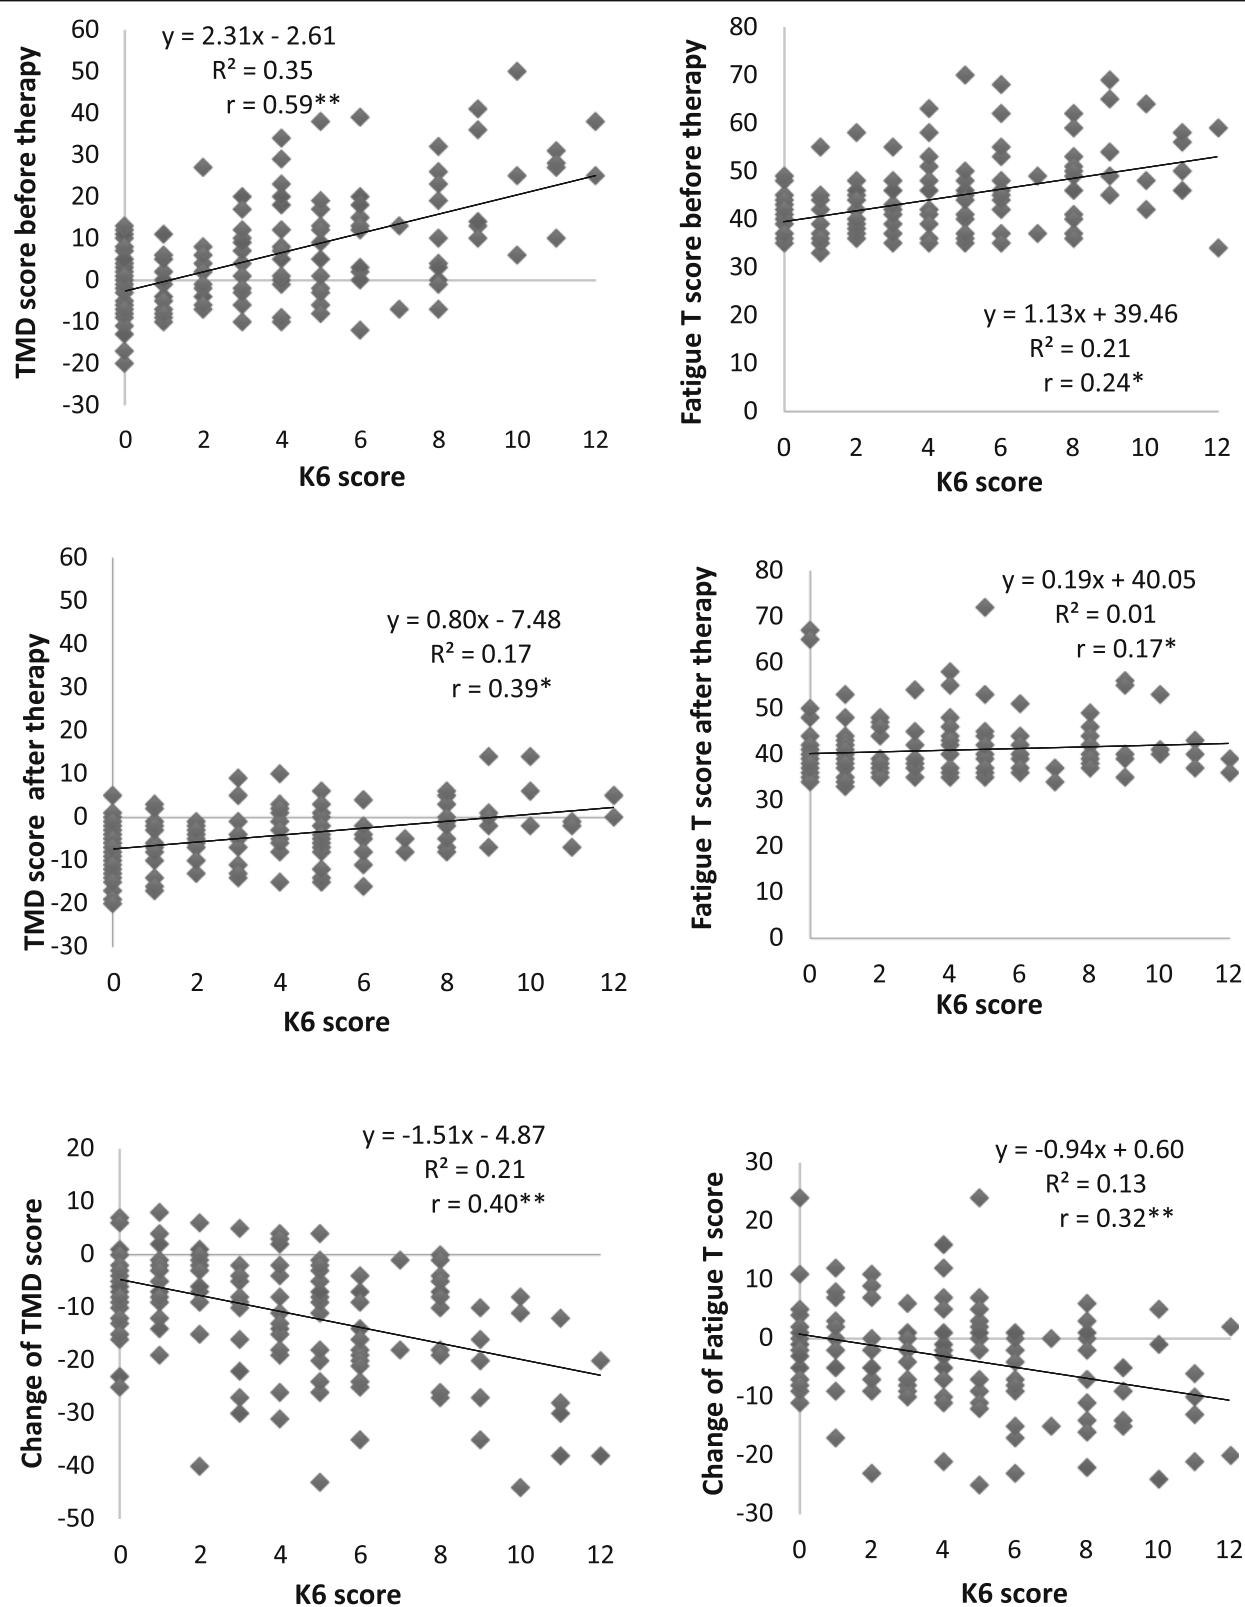 y = 2.31x - 2.61
R² = 0.35
r = 0.59**
TMD score before therapy
60
50
40
30
20
10
0
-10
-20
-30
0 2 4 6 8 10 12
K6 score
Fatigue T score before therapy
80
70
60
50
40
30
20
10
0
y = 1.13x + 39.46
R² = 0.21
r = 0.24*
0 2 4 6 8 10 12
K6 score
TMD score after therapy
60
50
40
30
20
10
0
-10
-20
-30
y = 0.80x - 7.48
R² = 0.17
r = 0.39*
0 2 4 6 8 10 12
K6 score
Fatigue T score after therapy
80
70
60
50
40
30
20
10
0
y = 0.19x + 40.05
R² = 0.01
r = 0.17*
0 2 4 6 8 10 12
K6 score
Change of TMD score
20
10
0
-10
-20
-30
-40
-50
y = -1.51x - 4.87
R² = 0.21
r = 0.40**
0 2 4 6 8 10 12
K6 score
Change of Fatigue T score
30
20
10
0
-10
-20
-30
y = -0.94x + 0.60
R² = 0.13
r = 0.32**
0 2 4 6 8 10 12
K6 score